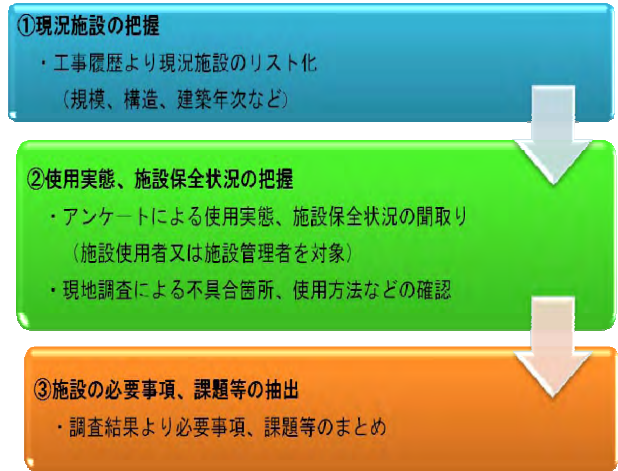 ①現況施設の把握
・工事履歴より現況施設のリスト化
（規模、構造、建築年次など）
②使用実態、施設保全状況の把握
・アンケートによる使用実態、施設保全状況の聞取り
（施設使用者又は施設管理者を対象）
・現地調査による不具合箇所、使用方法などの確認
③施設の必要事項、課題等の抽出
・調査結果より必要事項、課題等のまとめ